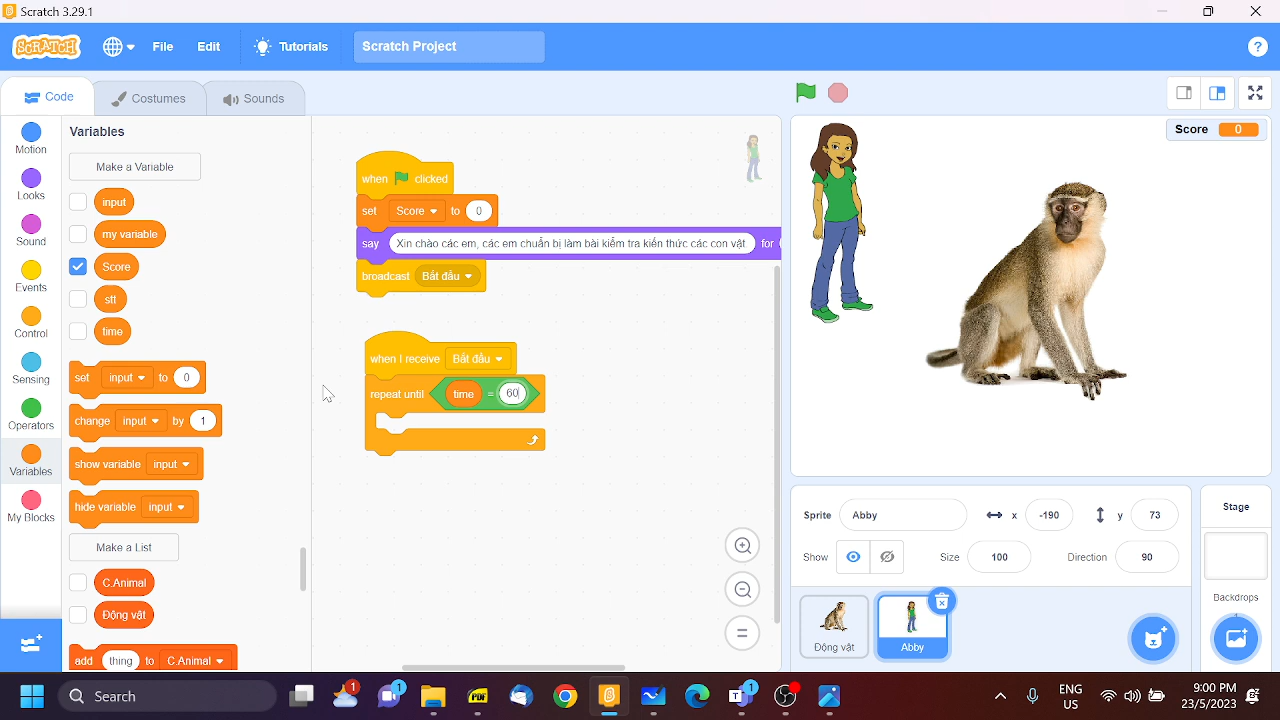 Scratch 3.29.1
SCRATCH
File
Edit
Tutorials
Scratch Project
Code
Costumes
Sounds
Motion
Looks
Sound
Events
Control
Sensing
Operators
Variables
My Blocks
Variables
Make a Variable
input
my variable
Score
stt
time
set input to 0
change input by 1
show variable input
hide variable input
Make a List
C.Animal
Động vật
add thing to C.Animal
when clicked
set Score to 0
say Xin chào các em, các em chuẩn bị làm bài kiểm tra kiến thức các con vật for
broadcast Bắt đầu
when I receive Bắt đầu
repeat until time = 60
Score 0
Sprite Abby x -190 y 73
Show Size 100 Direction 90
Động vật
Abby
Stage
Backdrops
Search
1
1
PDF
1
ENG
US
9:00 PM
23/5/2023